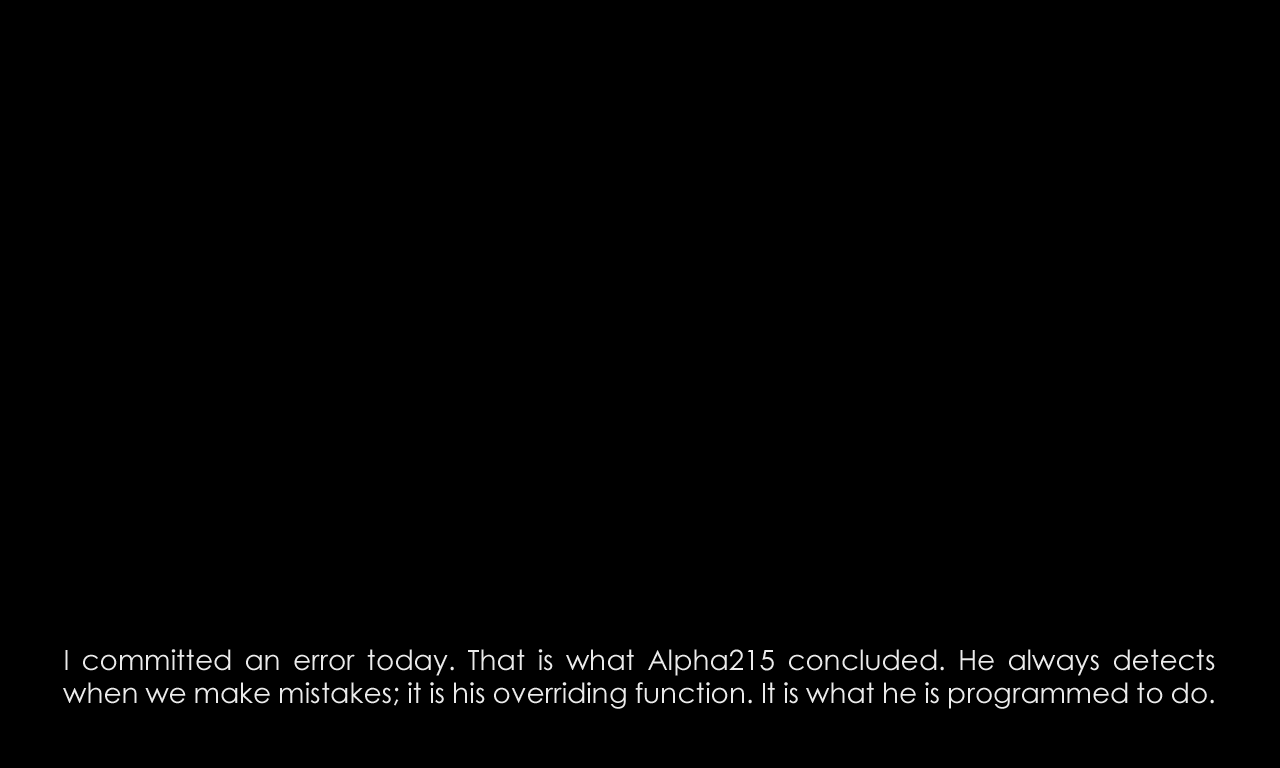 I committed an error today. That is what Alpha215 concluded. He always detects
when we make mistakes; it is his overriding function. It is what he is programmed to do.